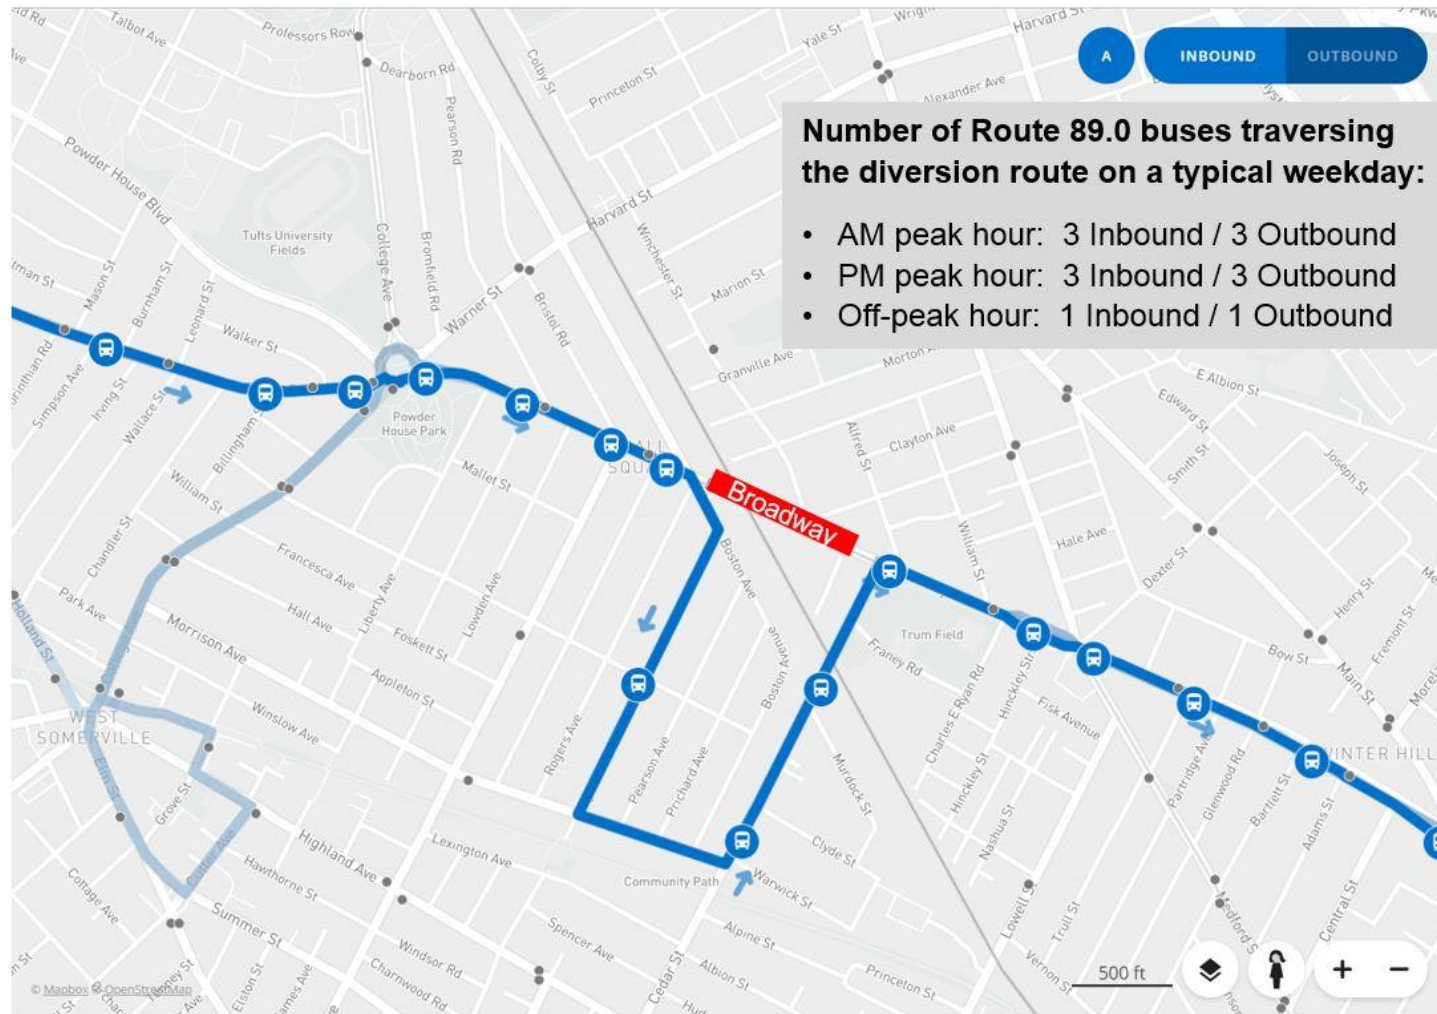 Talbot Ave
Professors Row
Dearborn Rd
Colby St
Princeton St
Yale St
Harvard St
A
INBOUND
OUTBOUND
Alexander Ave
Number of Route 89.0 buses traversing
the diversion route on a typical weekday:
• AM peak hour: 3 Inbound / 3 Outbound
• PM peak hour: 3 Inbound / 3 Outbound
• Off-peak hour: 1 Inbound / 1 Outbound
Pearson Rd
Powder House Blvd
Tufts University
Fields
College Ave
Bromfield Rd
Harvard St
Winchester St
Marion St
Mason St
Burnham St
Leonard St
Walker St
Warner St
Bristol Rd
Granville Ave
E Albion St
Simpson Ave
Irving St
Wallace St
Powder
House Park
Edward St
Mallet St
Alfred St
Clayton Ave
Smith St
Joseph St
William St
Broadway
Chandler St
Francesca Ave
Boston Ave
William St
Hale Ave
Dexter St
Park Ave
Hall Ave
Liberty Ave
Lowden Ave
Foskett St
Henry St
Holland St
Morrison Ave
Trum Field
Franey Rd
Boston Avenue
Hinckley St
Bow St
Fremont St
Main St
Appleton St
WEST
SOMERVILLE
Winslow Ave
Charles E Ryan Rd
Fisk Avenue
Elm St
Rogers Ave
Pearson Ave
Prichard Ave
Murdock St
Hinckley St
Partridge Ave
Glenwood Rd
WINTER HILL
Grove St
Bartlett St
Adams St
Cutter Ave
Highland Ave
Lexington Ave
Clyde St
Nashua St
Hawthorne St
Community Path
Warwick St
Cottage Ave
Summer St
Alpine St
Lowell St
Trull St
Central St
Spencer Ave
Windsor Rd
Albion St
Princeton St
Vernon St
Charnwood Rd
Cedar St
Elston St
500 ft
© Mapbox © OpenStreetMap